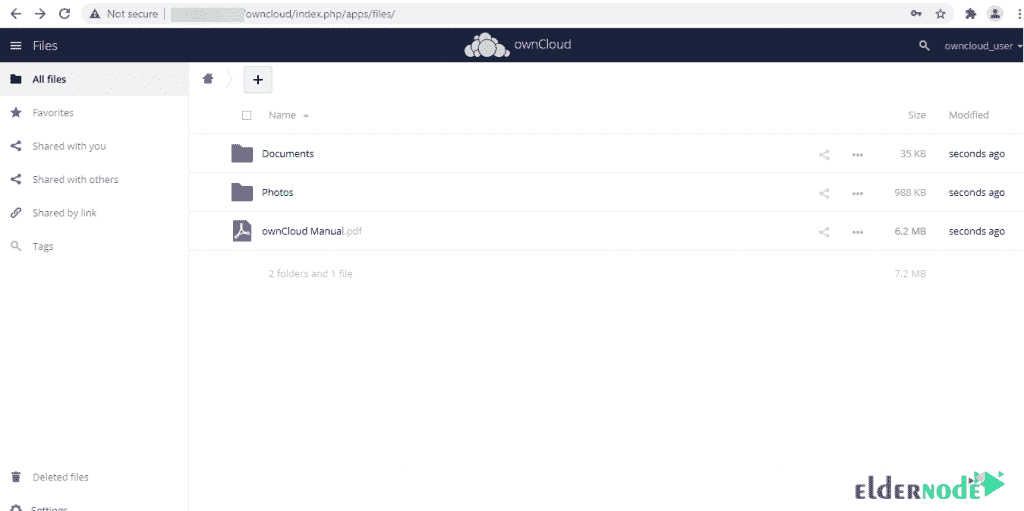 Not secure | /owncloud/index.php/apps/files/
Files
ownCloud
owncloud_user
All files
Favorites
Shared with you
Shared with others
Shared by link
Tags
Deleted files
Settings
Name Size Modified
Documents 35 KB seconds ago
Photos 988 KB seconds ago
ownCloud Manual.pdf 6.2 MB seconds ago
2 folders and 1 file 7.2 MB
elderNode